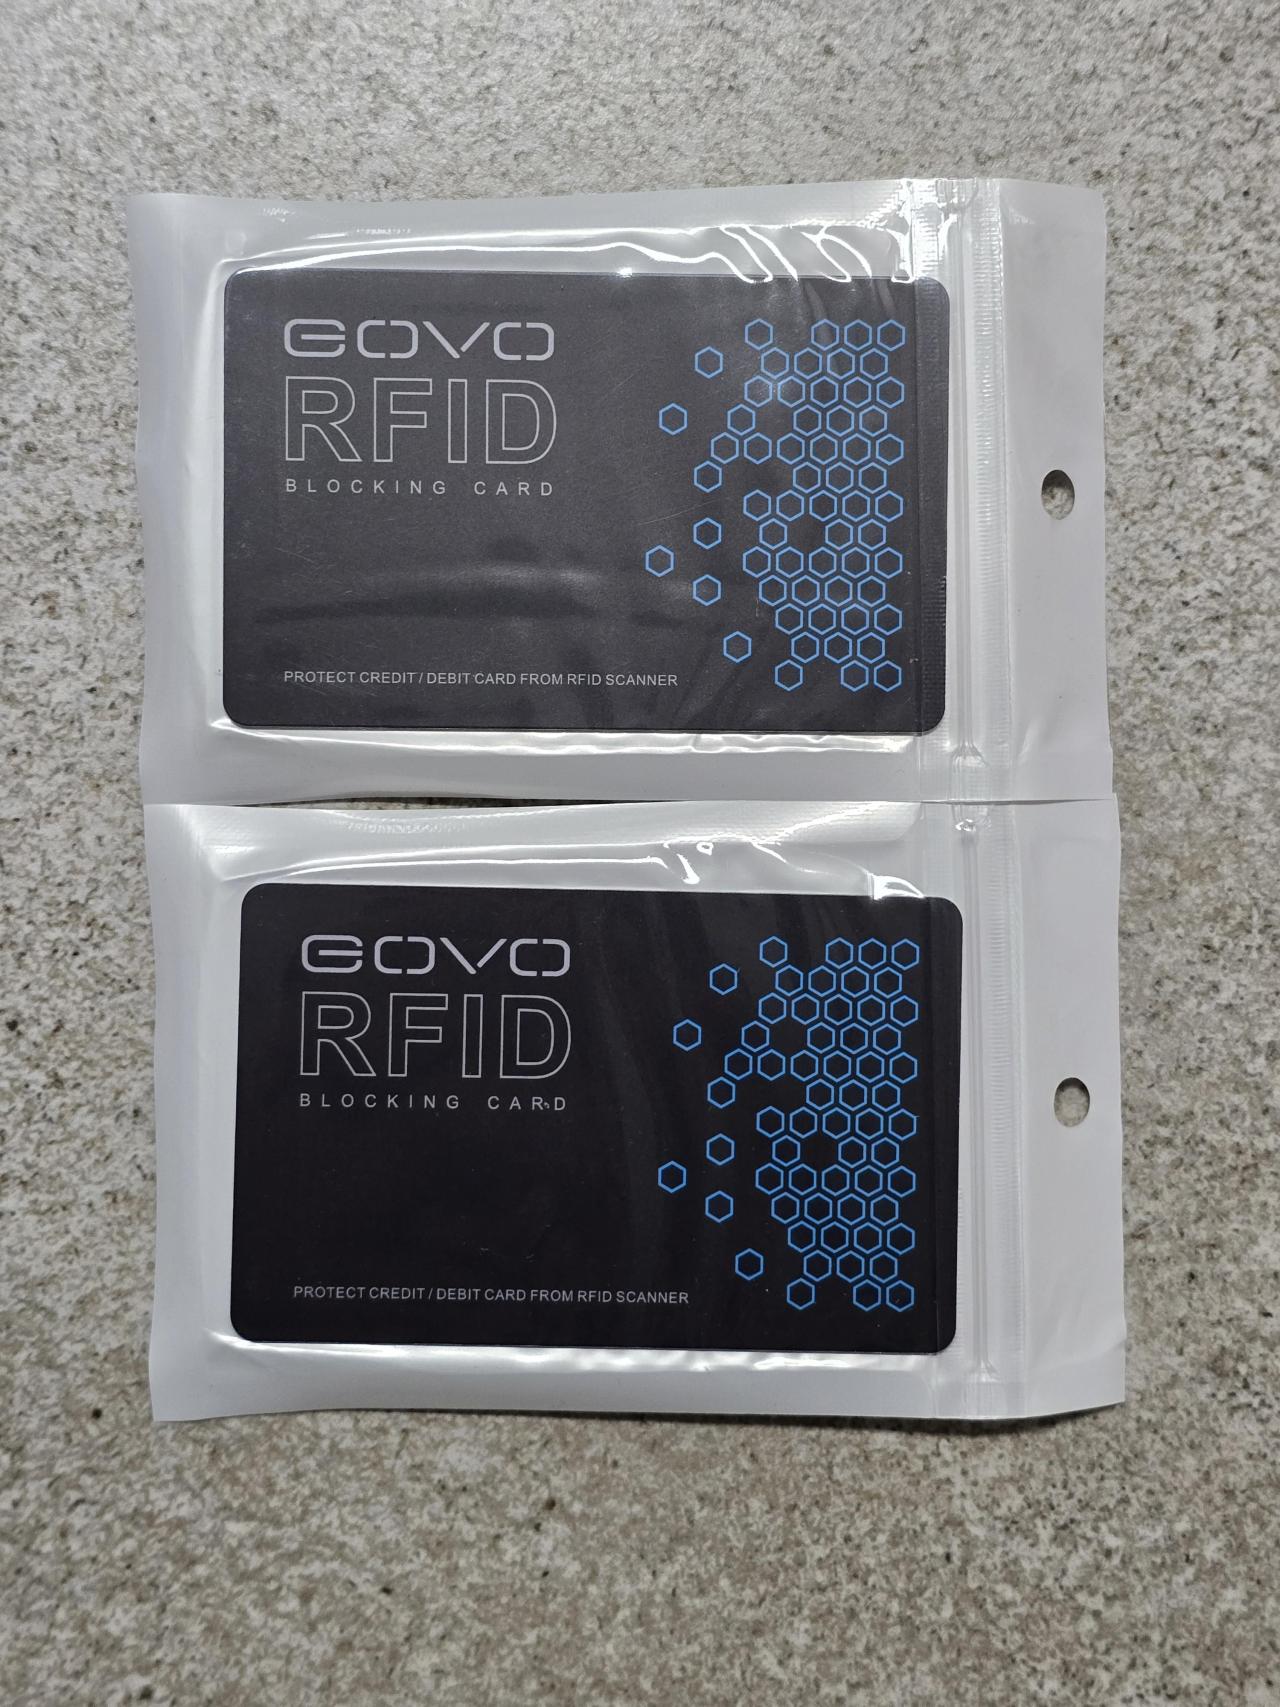 GOVO
RFID
BLOCKING CARD
PROTECT CREDIT / DEBIT CARD FROM RFID SCANNER
GOVO
RFID
BLOCKING CARD
PROTECT CREDIT / DEBIT CARD FROM RFID SCANNER